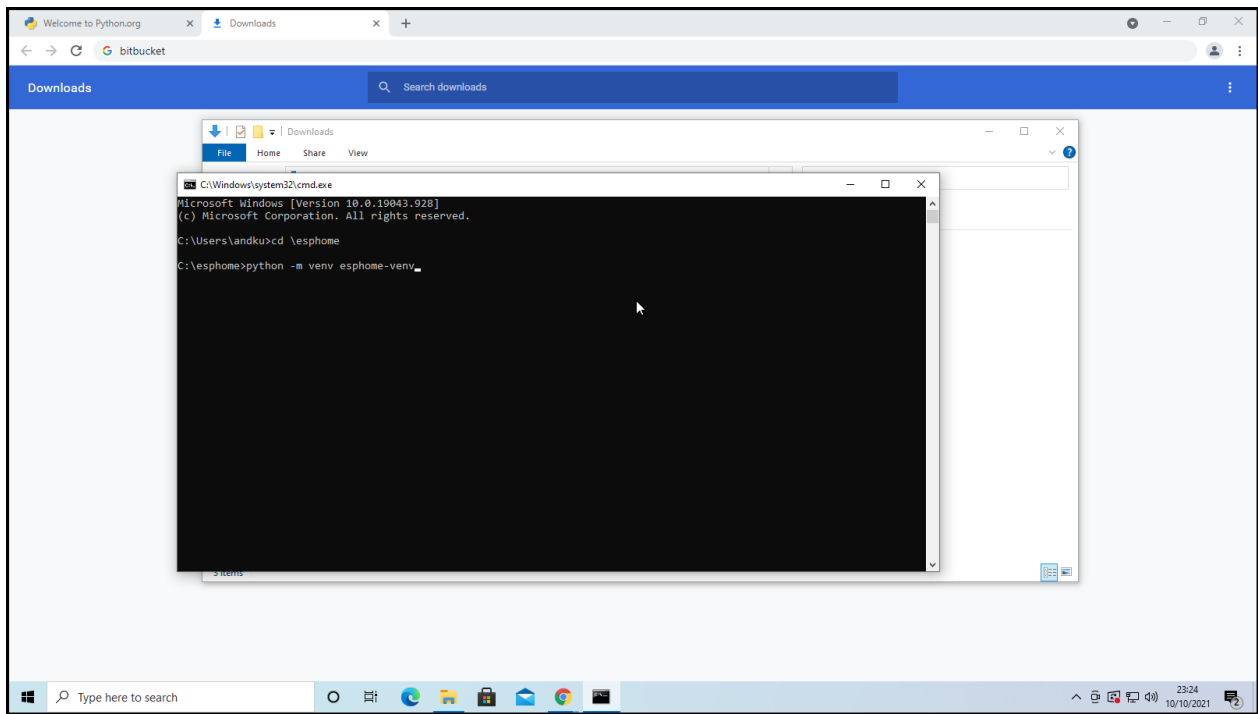 Welcome to Python.org
Downloads
G bitbucket
Downloads
Search downloads
Downloads
File Home Share View
C:\Windows\system32\cmd.exe
Microsoft Windows [Version 10.0.19043.928]
(c) Microsoft Corporation. All rights reserved.
C:\Users\andku>cd \esphome
C:\esphome>python -m venv esphome-venv
3 items
Type here to search
23:24
10/10/2021
2